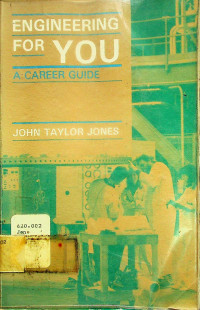 ENGINEERING
FOR YOU
A CAREER GUIDE
JOHN TAYLOR JONES
620.002